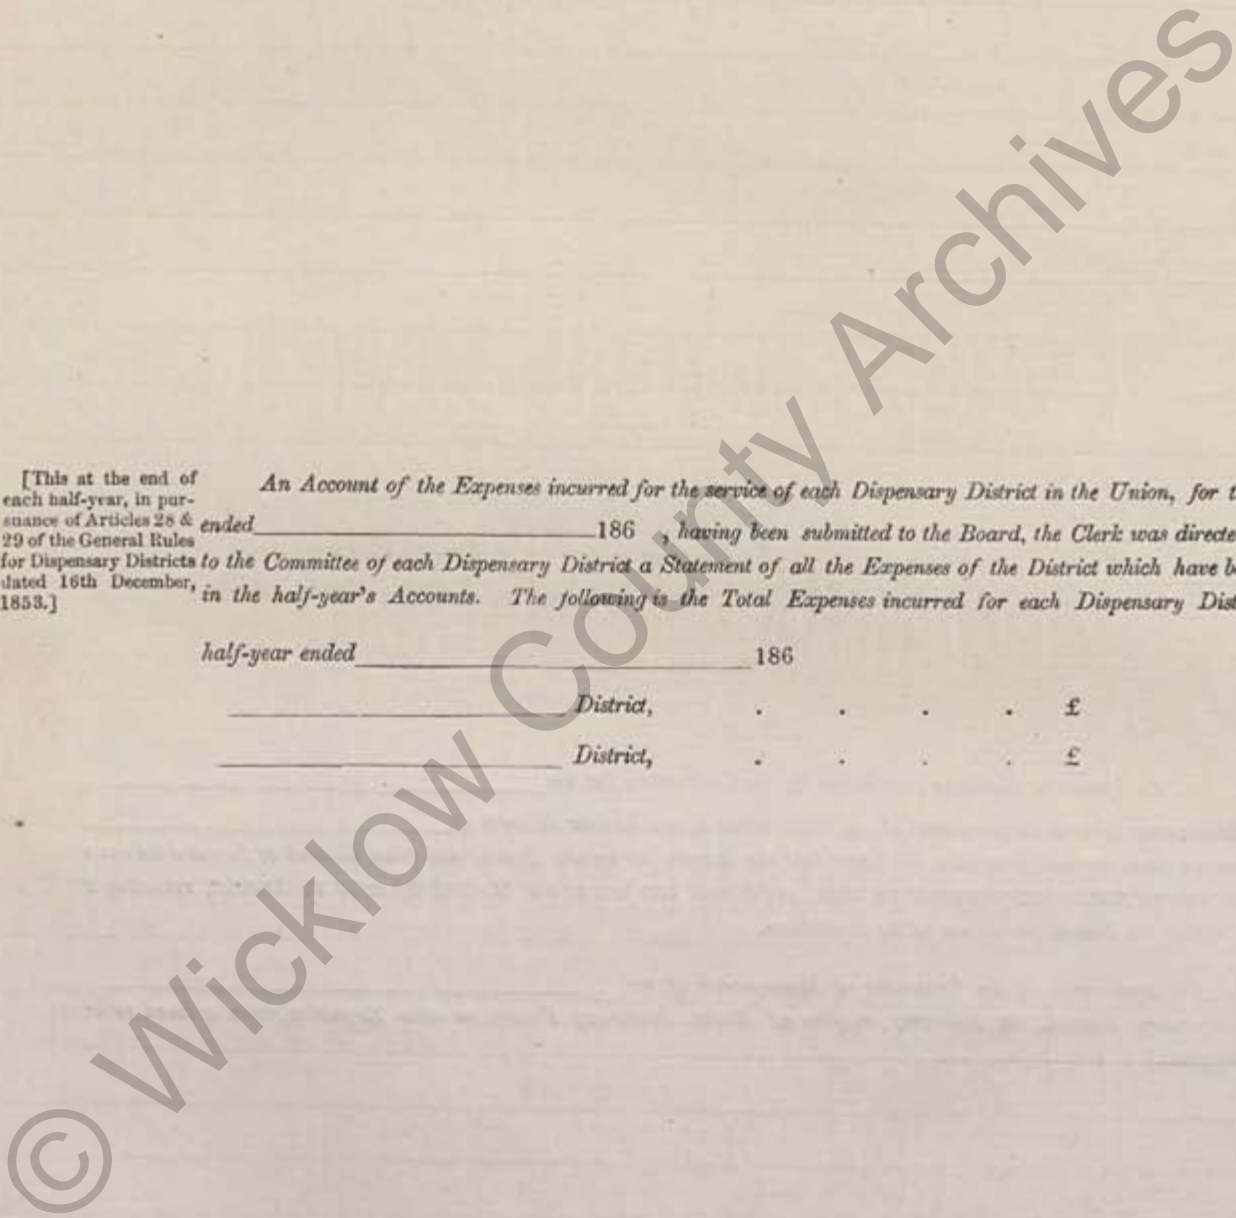 [This at the end of
each half-year, in pur-
suance of Articles 28 &
29 of the General Rules
for Dispensary Districts
dated 16th December,
1853.]
An Account of the Expenses incurred for the service of each Dispensary District in the Union, for t
ended 186 , having been submitted to the Board, the Clerk was directe
to the Committee of each Dispensary District a Statement of all the Expenses of the District which have b
in the half-year's Accounts. The following is the Total Expenses incurred for each Dispensary Dist
half-year ended 186
District, . . . . £
District, . . . . £
© Wicklow County Archives